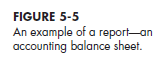 FIGURE 5-5
An example of a report—an
accounting balance sheet.